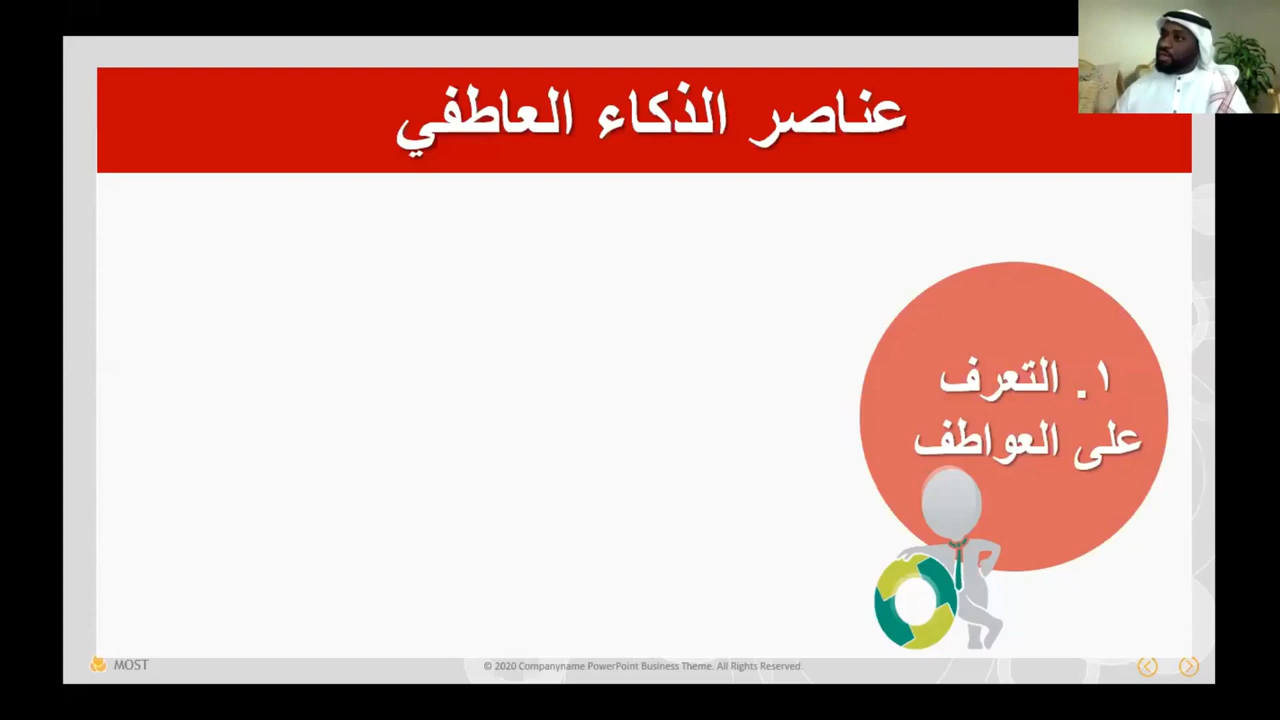 عناصر الذكاء العاطفي
١. التعرف
على العواطف
MOST
© 2020 Companyname PowerPoint Business Theme. All Rights Reserved.